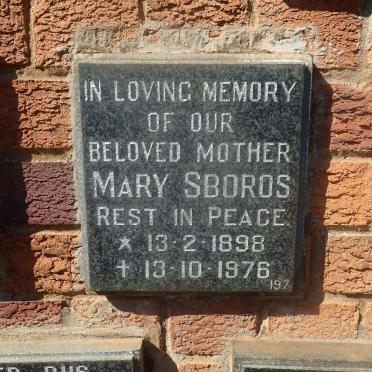 IN LOVING MEMORY
OF OUR
BELOVED MOTHER
MARY SBOROS
REST IN PEACE
★ 13-2-1898
✝ 13-10-1976
197